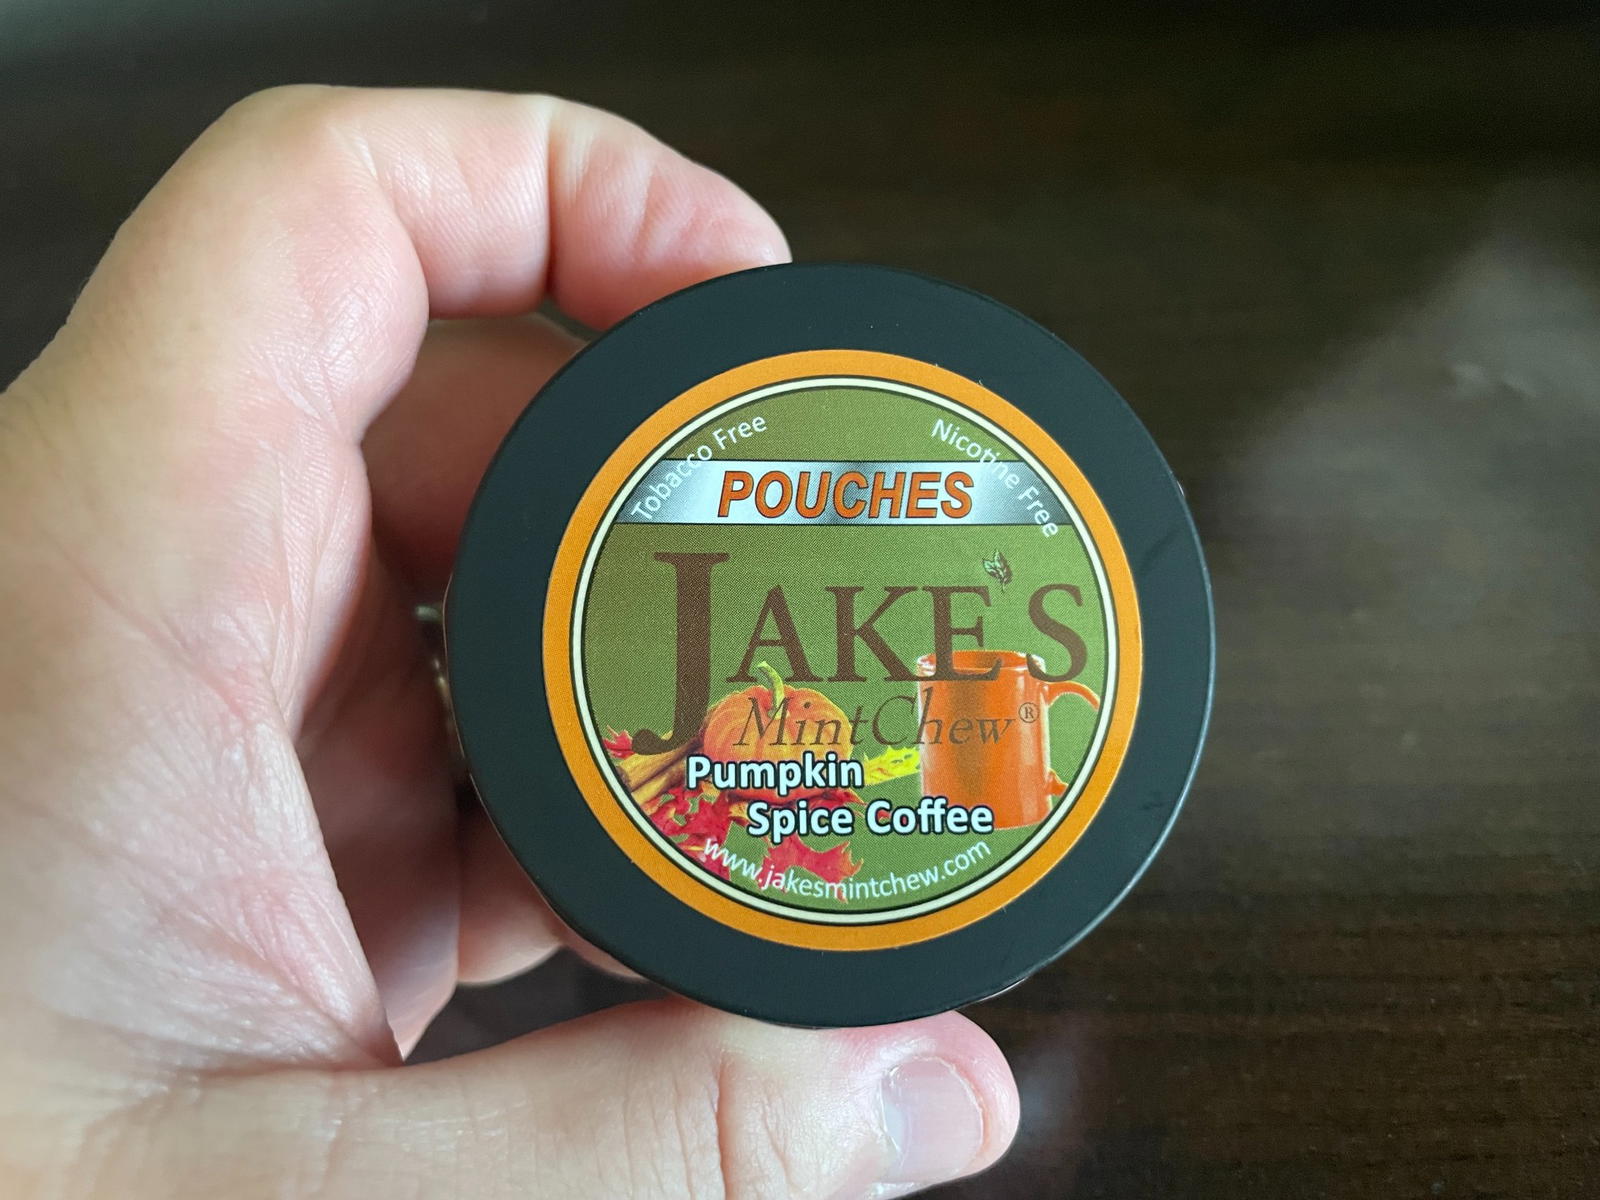 Tobacco Free
Nicotine Free
POUCHES
JAKE'S
MintChew®
Pumpkin
Spice Coffee
www.jakesmintchew.com